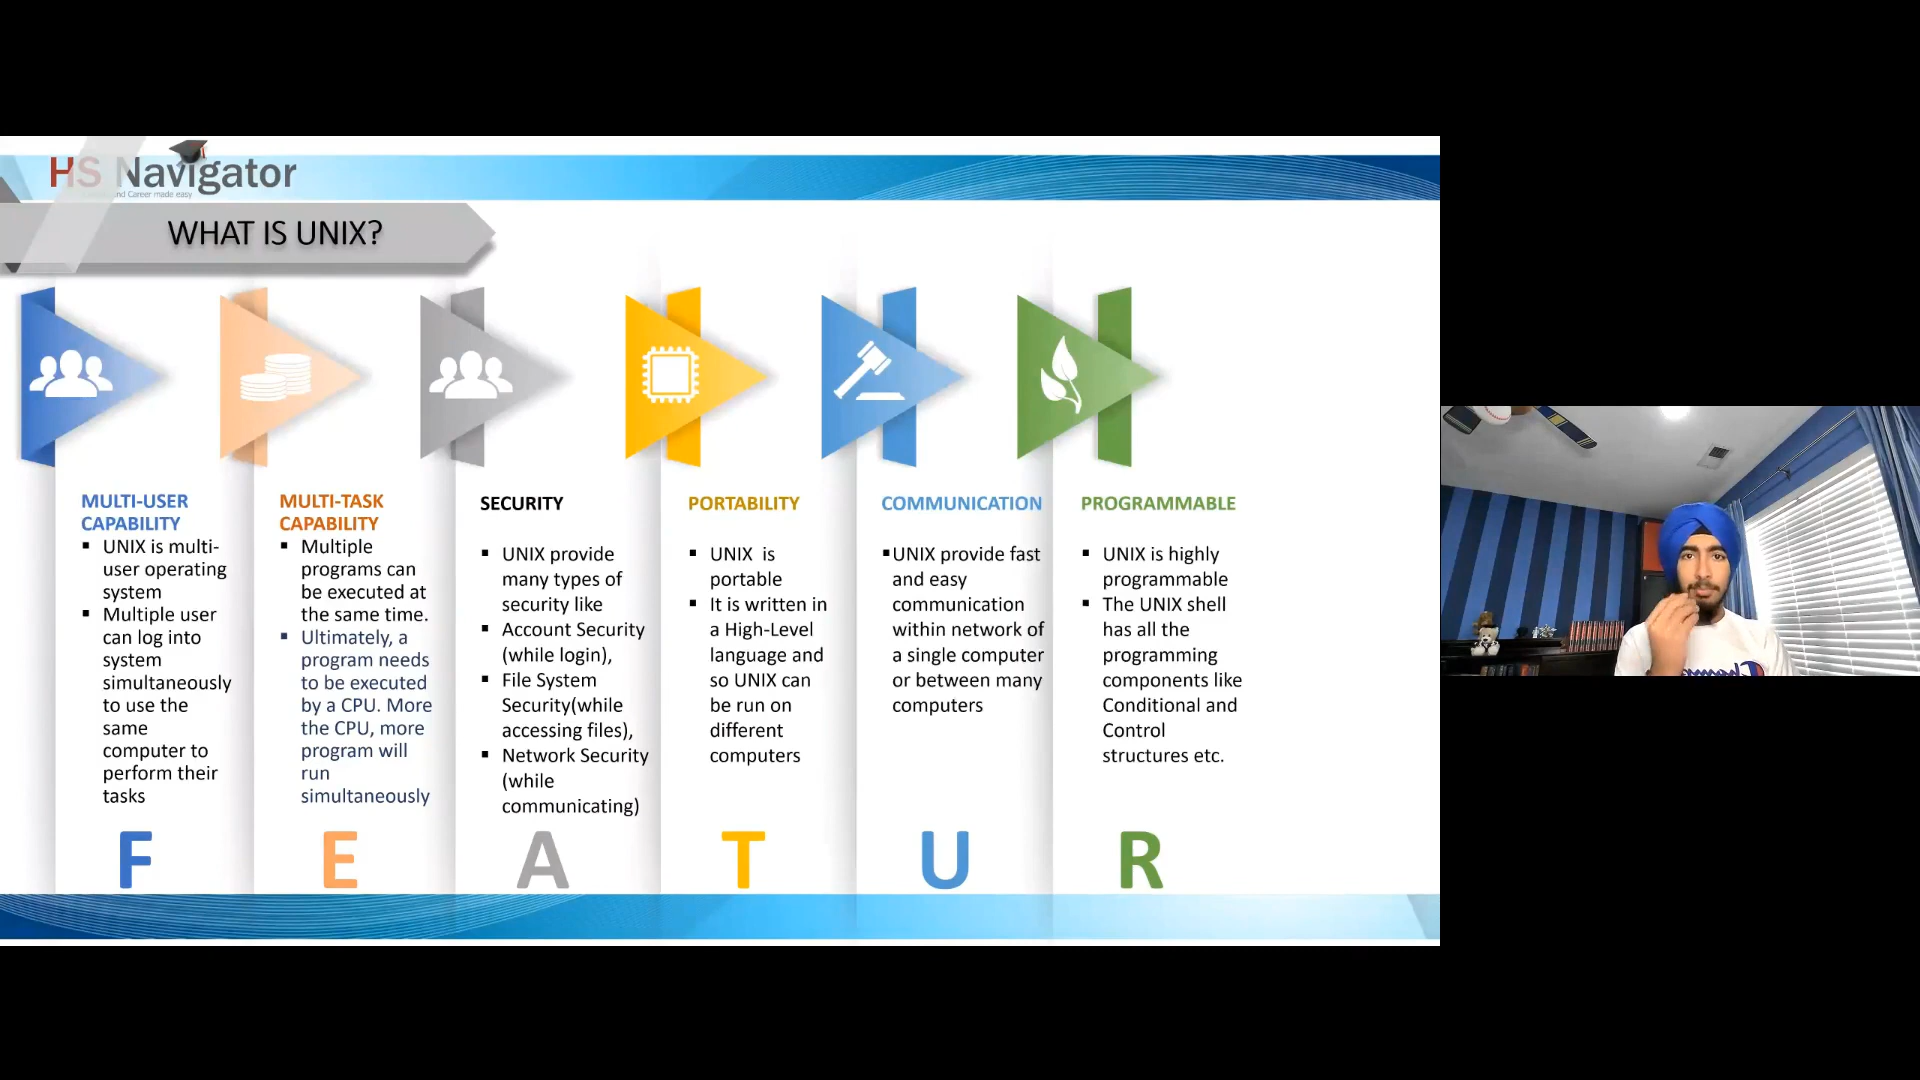 HS Navigator
and Career made easy
WHAT IS UNIX?
MULTI-USER
CAPABILITY
▪ UNIX is multi-
user operating
system
▪ Multiple user
can log into
system
simultaneously
to use the
same
computer to
perform their
tasks
F
MULTI-TASK
CAPABILITY
▪ Multiple
programs can
be executed at
the same time.
▪ Ultimately, a
program needs
to be executed
by a CPU. More
the CPU, more
program will
run
simultaneously
E
SECURITY
▪ UNIX provide
many types of
security like
▪ Account Security
(while login),
▪ File System
Security(while
accessing files),
▪ Network Security
(while
communicating)
A
PORTABILITY
▪ UNIX is
portable
▪ It is written in
a High-Level
language and
so UNIX can
be run on
different
computers
T
COMMUNICATION
▪UNIX provide fast
and easy
communication
within network of
a single computer
or between many
computers
U
PROGRAMMABLE
▪ UNIX is highly
programmable
▪ The UNIX shell
has all the
programming
components like
Conditional and
Control
structures etc.
R